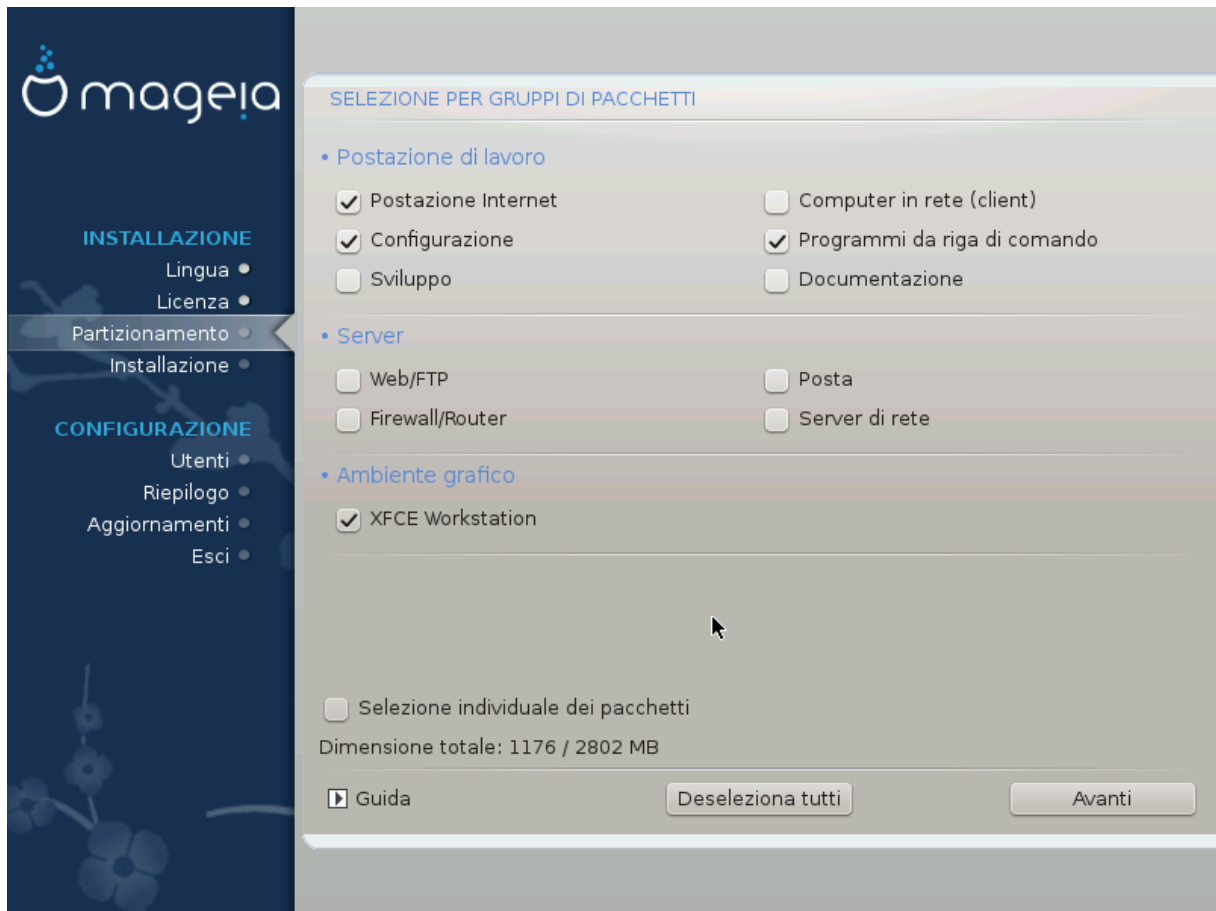 mageia
INSTALLAZIONE
Lingua
Licenza
Partizionamento
Installazione
CONFIGURAZIONE
Utenti
Riepilogo
Aggiornamenti
Esci
SELEZIONE PER GRUPPI DI PACCHETTI
• Postazione di lavoro
Postazione Internet
Computer in rete (client)
Configurazione
Programmi da riga di comando
Sviluppo
Documentazione
• Server
Web/FTP
Posta
Firewall/Router
Server di rete
• Ambiente grafico
XFCE Workstation
Selezione individuale dei pacchetti
Dimensione totale: 1176 / 2802 MB
Guida
Deseleziona tutti
Avanti